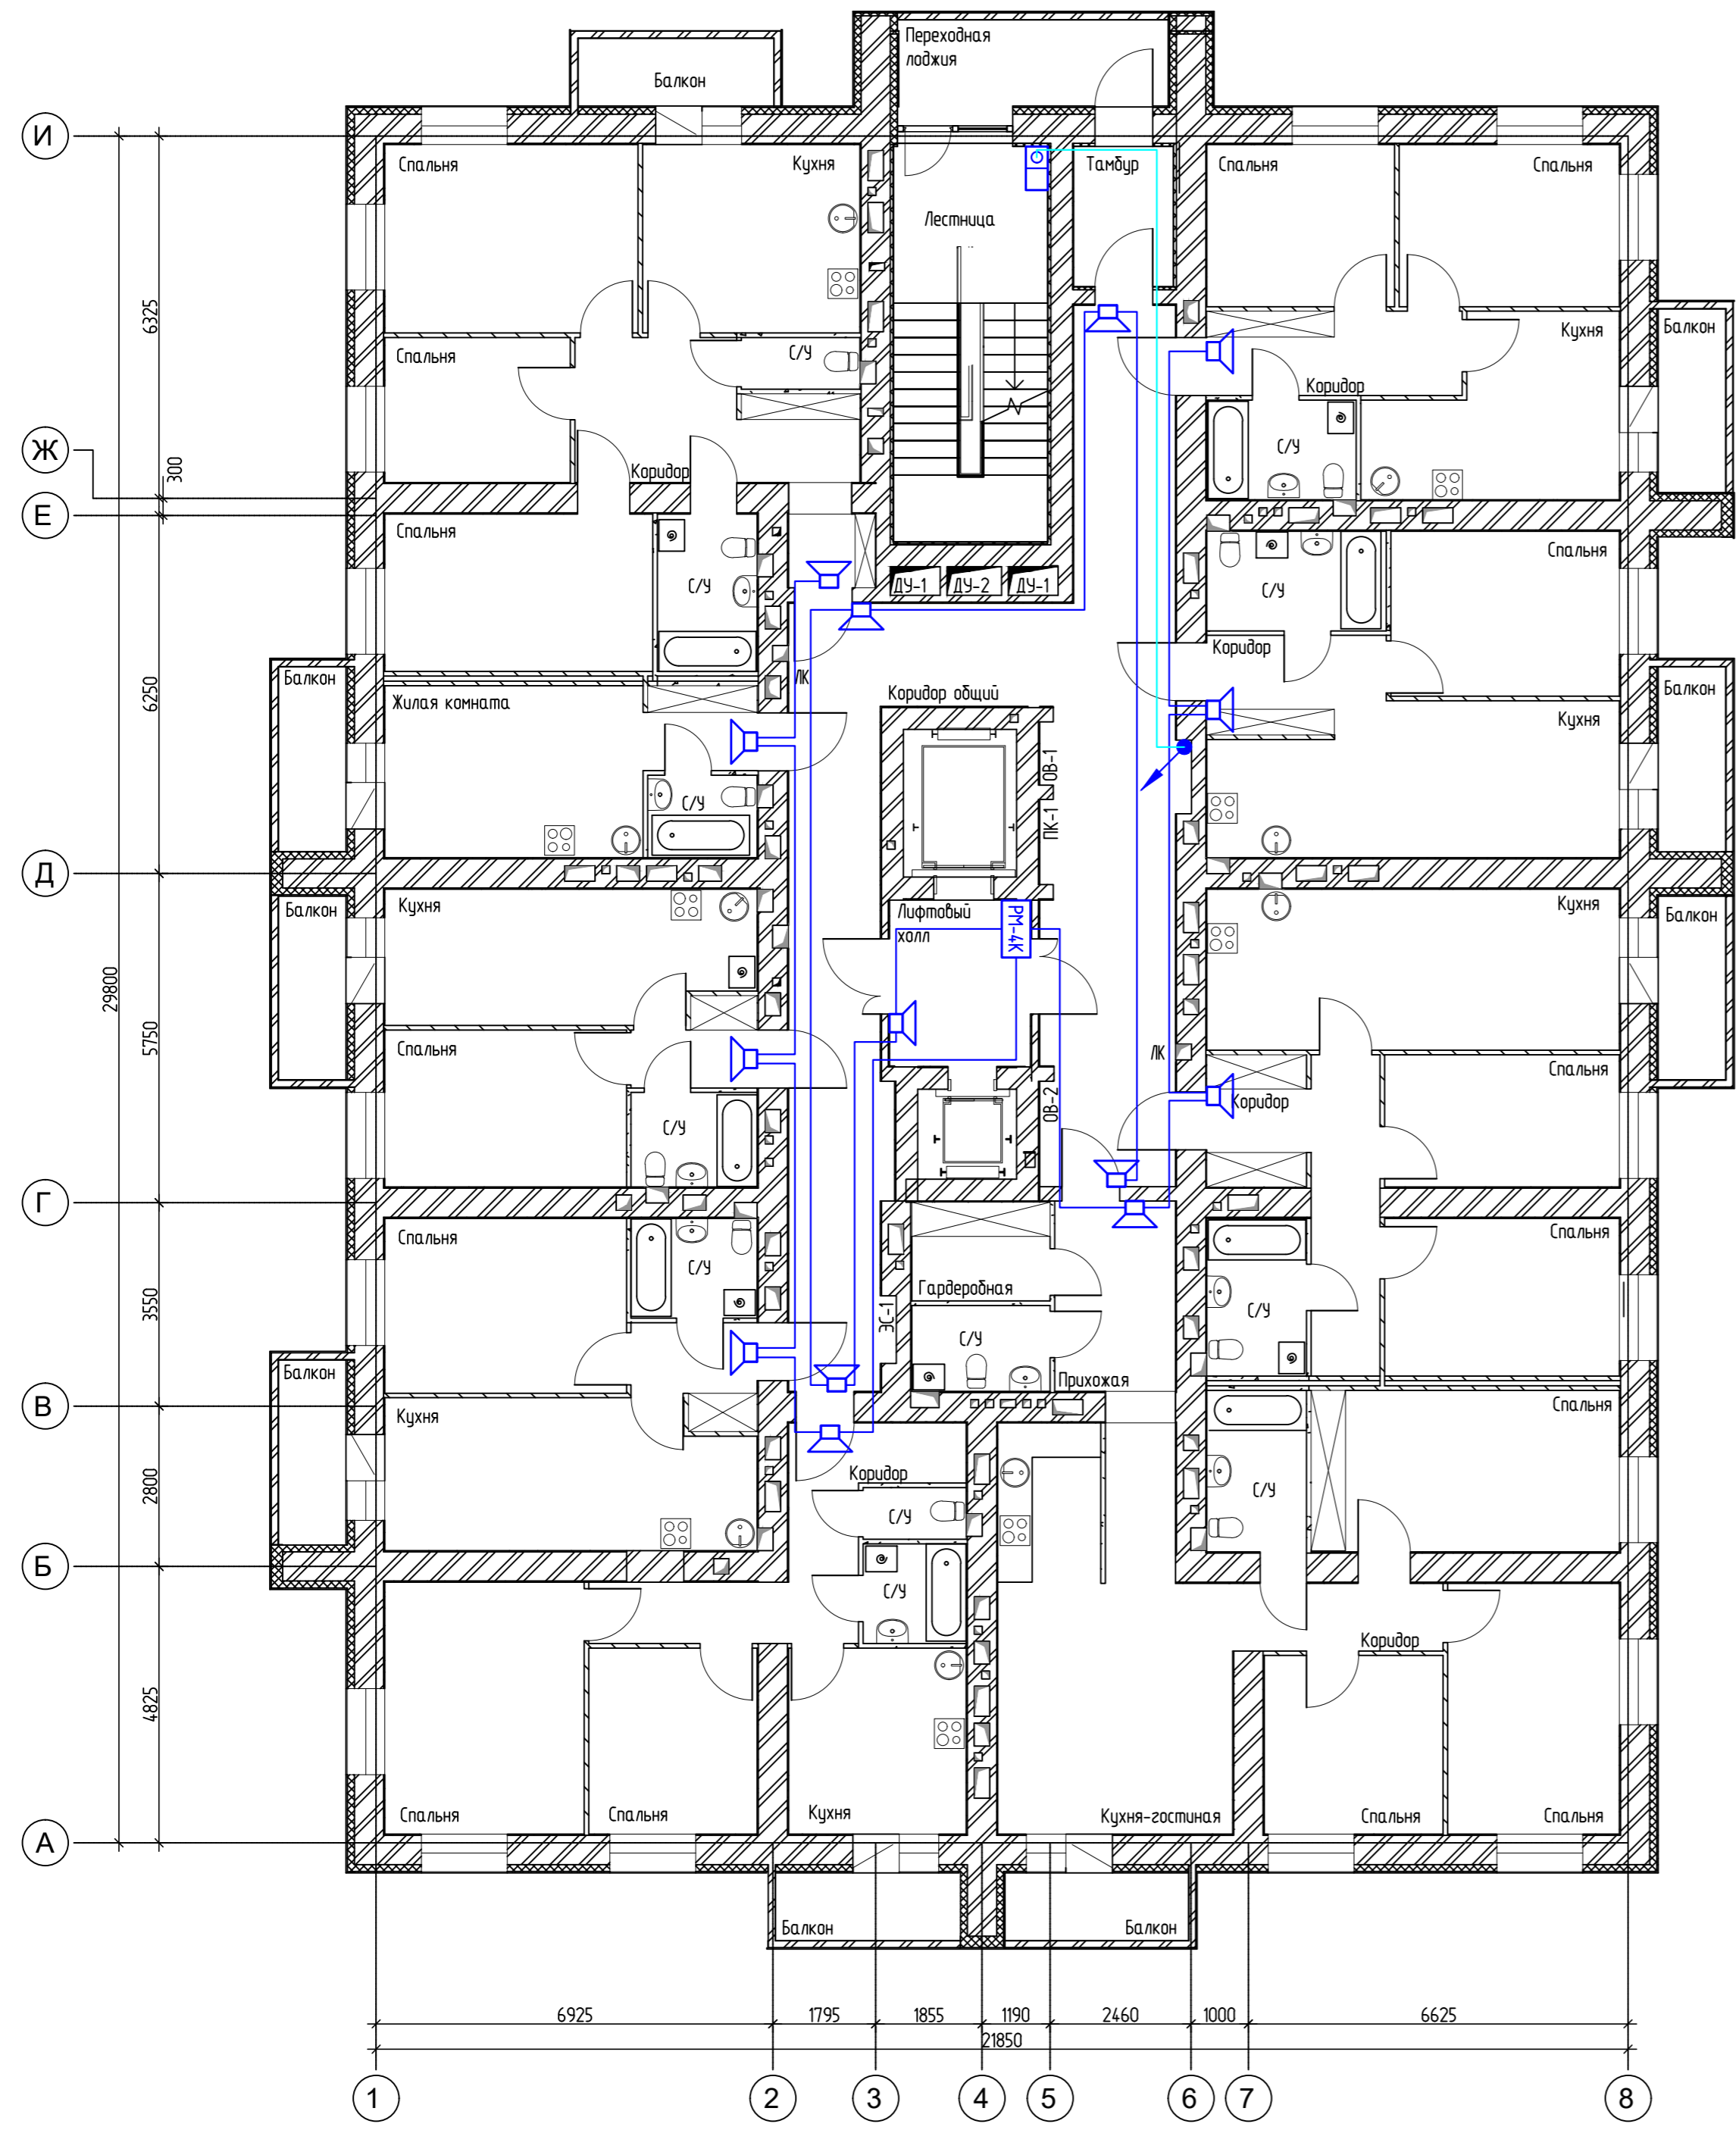 Переходная
лоджия
Балкон
И
Спальня
Кухня
Тамбур
Спальня
Спальня
Лестница
6325
Спальня
С/У
Кухня
Балкон
Коридор
Ж
300
Коридор
С/У
Е
Спальня
Спальня
С/У
ДУ-1
ДУ-2
ДУ-1
С/У
Коридор
Балкон
ЛК
Коридор общий
Балкон
6250
Жилая комната
Кухня
ОВ-1
С/У
ПК-1
Д
Балкон
Кухня
Лифтовый
холл
РМ-4К
Кухня
Балкон
29800
5750
Спальня
ЛК
Спальня
ОВ-2
Коридор
С/У
Г
Спальня
Спальня
С/У
Гардеробная
3550
С/У
ЭС-1
С/У
Балкон
Прихожая
В
Кухня
Спальня
2800
Коридор
С/У
С/У
Б
С/У
Коридор
4825
Спальня
Спальня
Кухня
Кухня-гостиная
Спальня
Спальня
А
Балкон
Балкон
6925
1795
1855
1190
2460
1000
6625
21850
1
2
3
4
5
6
7
8